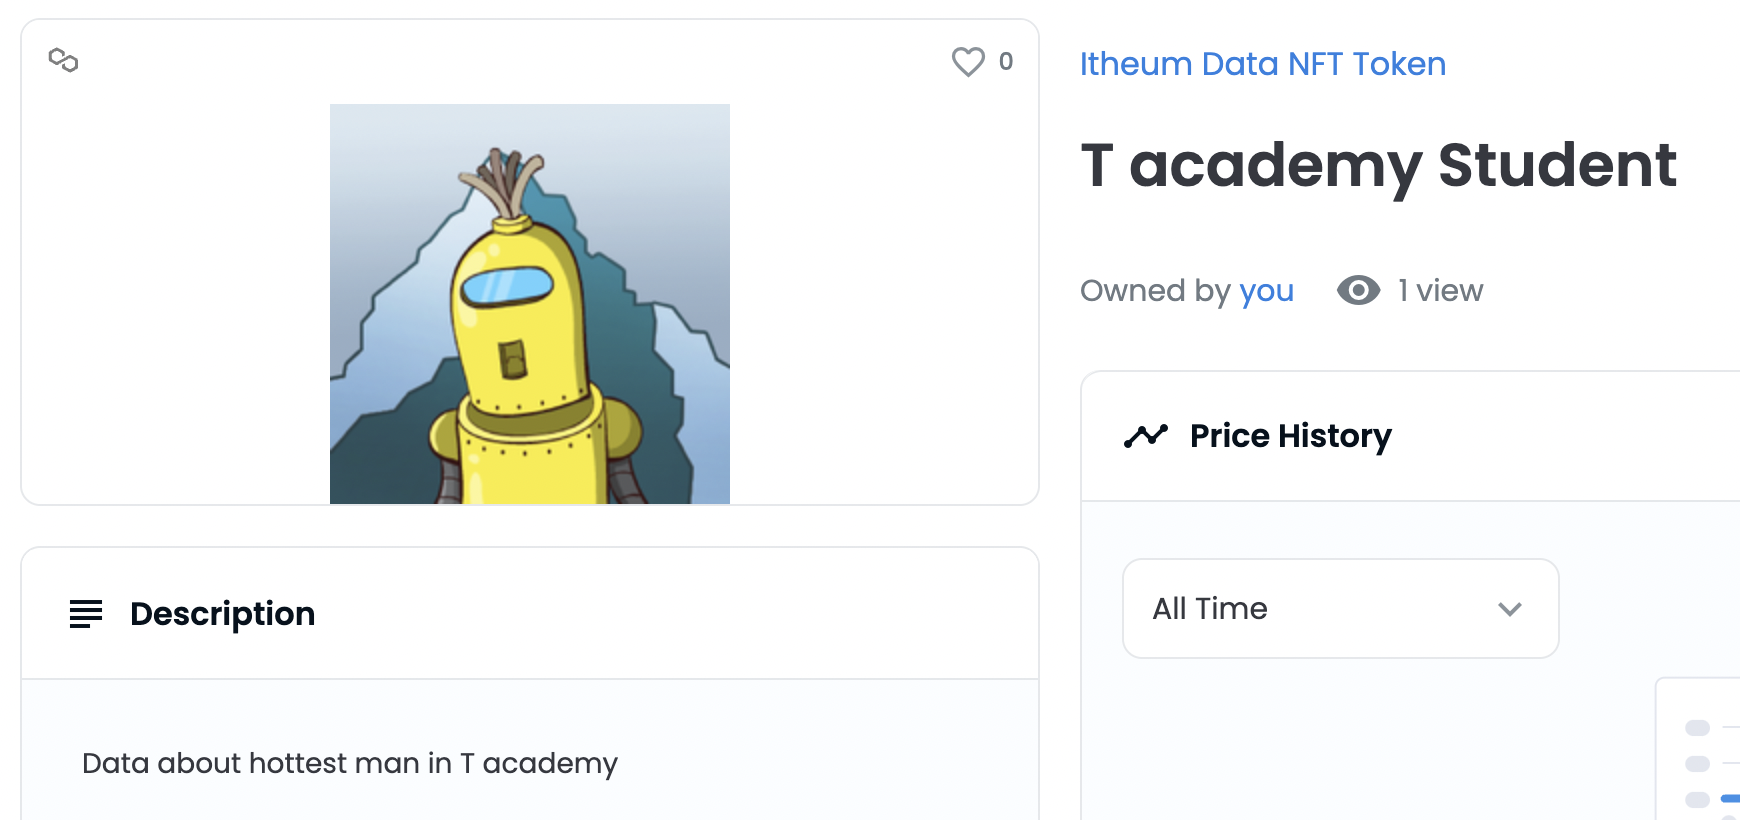 0
Itheum Data NFT Token
T academy Student
Owned by you 1 view
Price History
All Time
Description
Data about hottest man in T academy